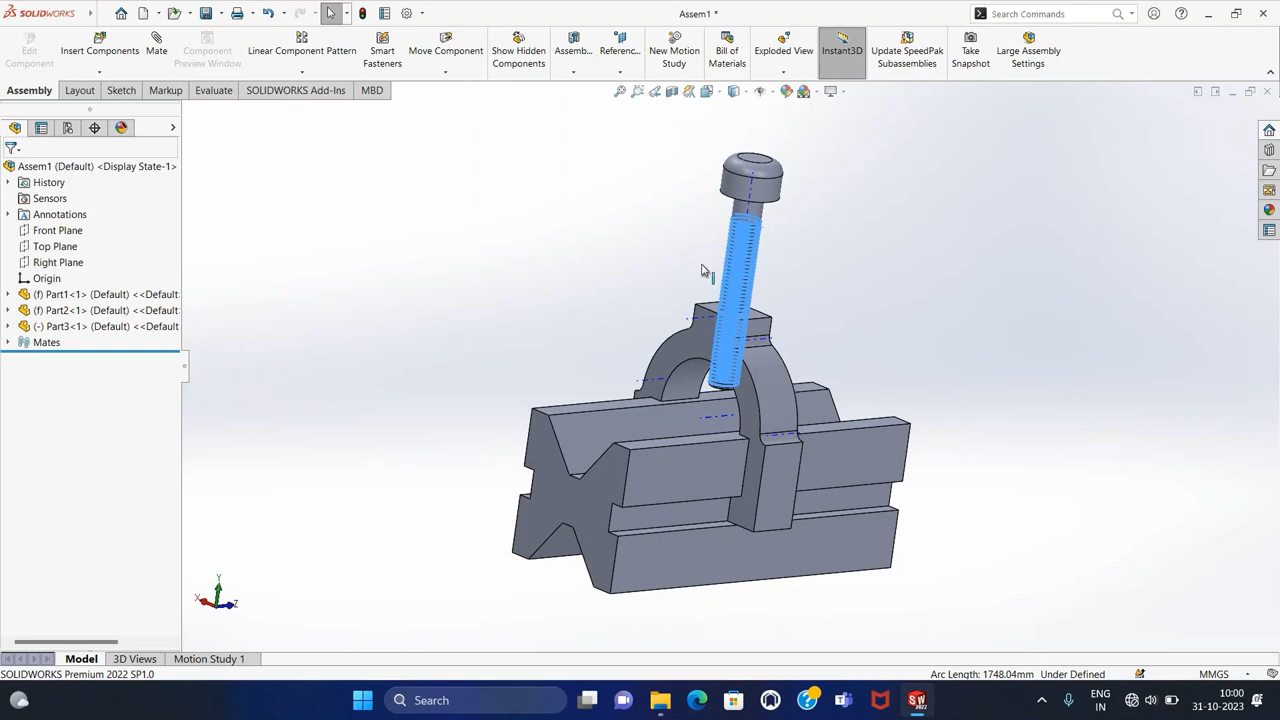 SOLIDWORKS
Assem1 *
Search Commands
Edit Component
Insert Components
Mate
Component Preview Window
Linear Component Pattern
Smart Fasteners
Move Component
Show Hidden Components
Assemb...
Referenc...
New Motion Study
Bill of Materials
Exploded View
Instant3D
Update SpeedPak Subassemblies
Take Snapshot
Large Assembly Settings
Assembly
Layout
Sketch
Markup
Evaluate
SOLIDWORKS Add-Ins
MBD
Assem1 (Default) <Display State-1>
History
Sensors
Annotations
Front Plane
Top Plane
Right Plane
Origin
(f) Part1<1> (Default) <<Default
(f) Part2<1> (Default) <<Default
(-) Part3<1> (Default) <<Default
Mates
Y
X
Z
Model
3D Views
Motion Study 1
SOLIDWORKS Premium 2022 SP1.0
Arc Length: 1748.04mm
Under Defined
MMGS
Search
SW
2022
ENG
IN
10:00
31-10-2023